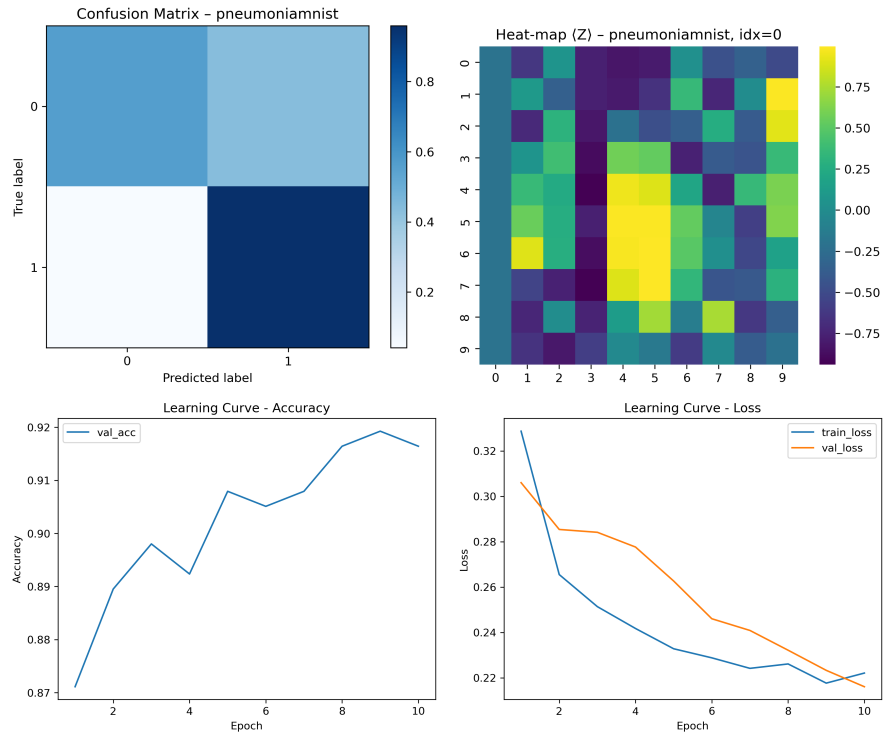 Confusion Matrix – pneumoniamnist
True label
0
1
0 1
Predicted label
0.8
0.6
0.4
0.2
Heat-map ⟨Z⟩ – pneumoniamnist, idx=0
0
1
2
3
4
5
6
7
8
9
0 1 2 3 4 5 6 7 8 9
0.75
0.50
0.25
0.00
−0.25
−0.50
−0.75
Learning Curve - Accuracy
val_acc
Accuracy
0.92
0.91
0.90
0.89
0.88
0.87
2 4 6 8 10
Epoch
Learning Curve - Loss
train_loss
val_loss
Loss
0.32
0.30
0.28
0.26
0.24
0.22
2 4 6 8 10
Epoch